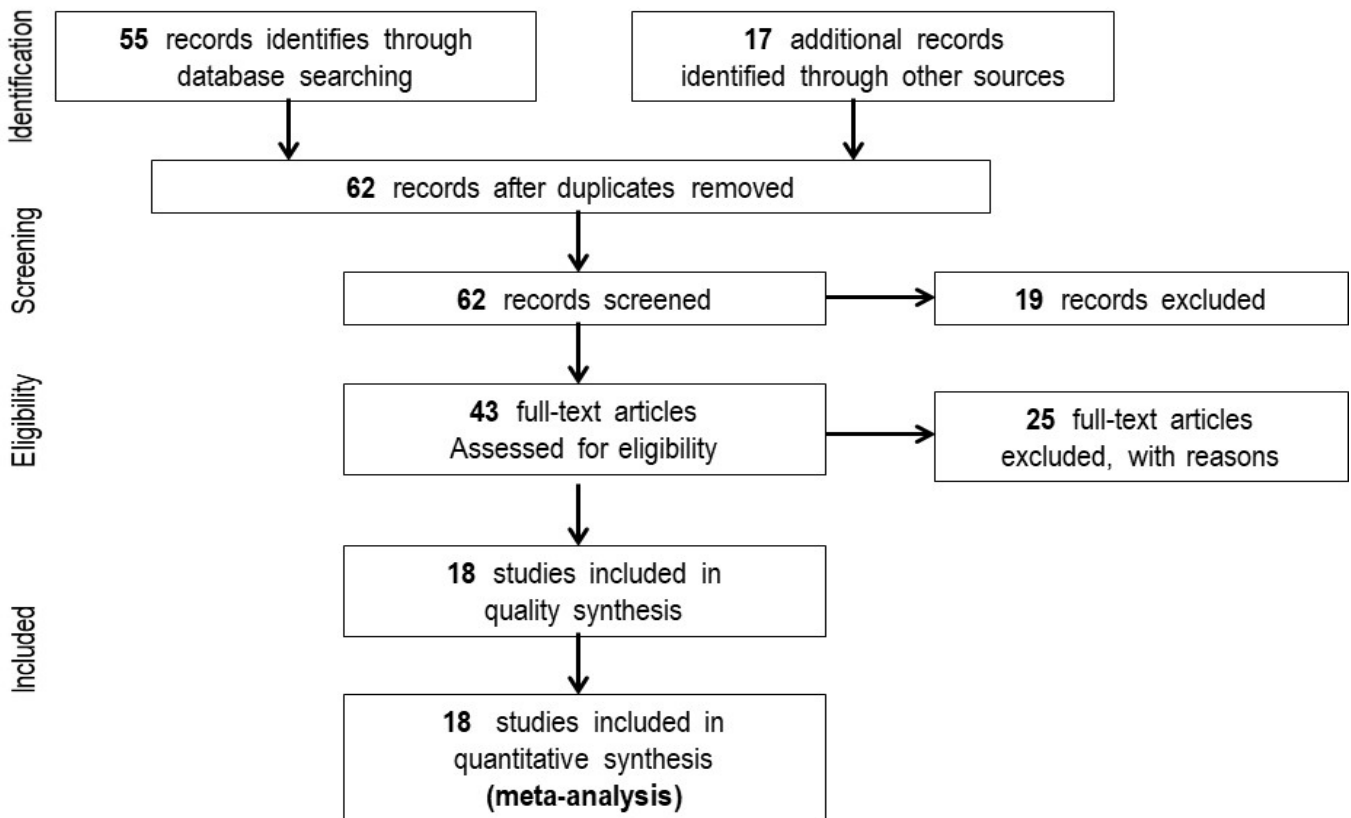 Identification
55 records identifies through
database searching
17 additional records
identified through other sources
62 records after duplicates removed
Screening
62 records screened
19 records excluded
Eligibility
43 full-text articles
Assessed for eligibility
25 full-text articles
excluded, with reasons
Included
18 studies included in
quality synthesis
18 studies included in
quantitative synthesis
(meta-analysis)